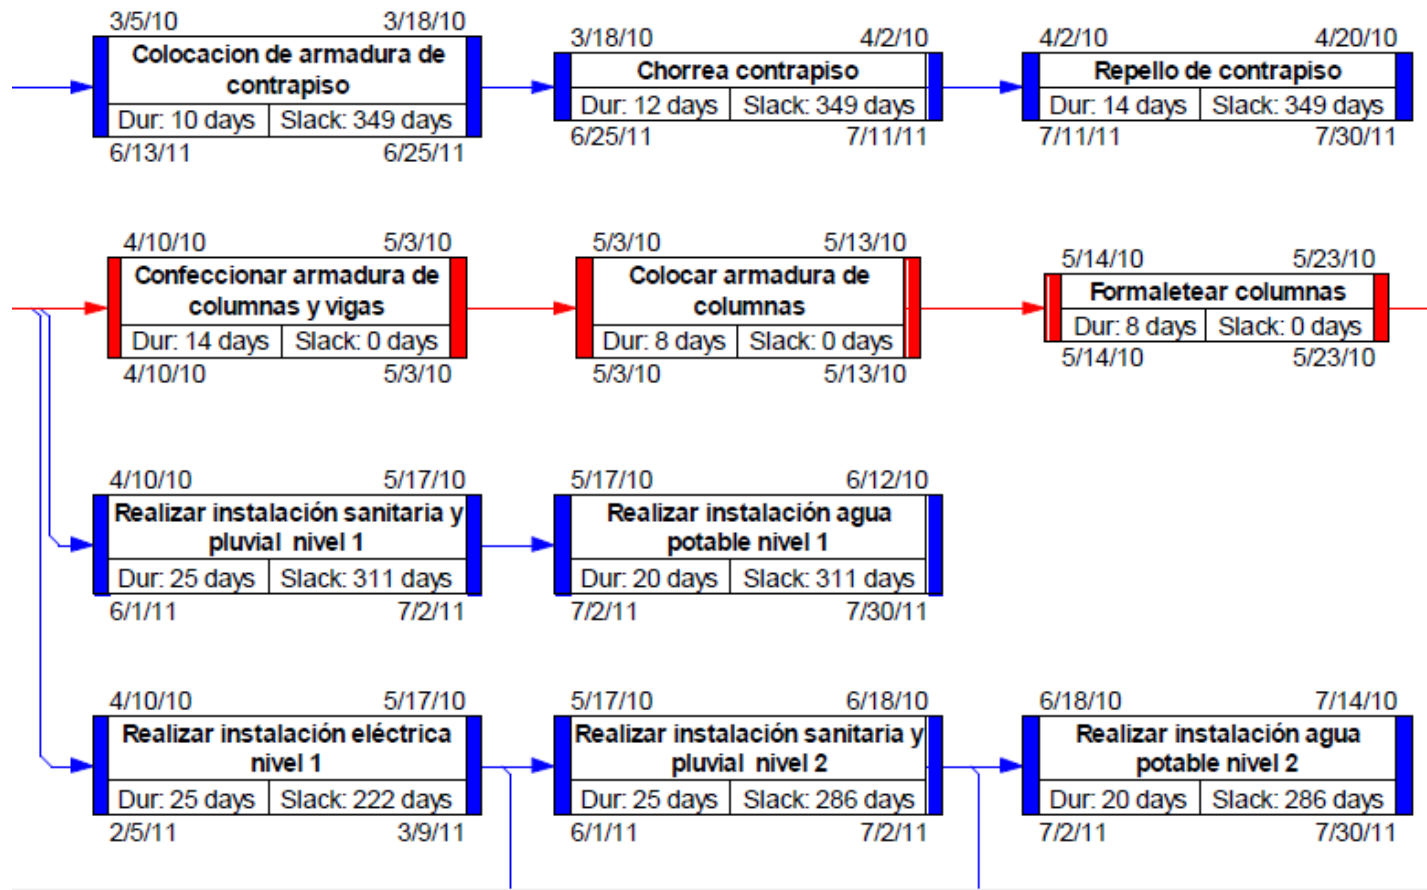 3/5/10 3/18/10
Colocacion de armadura de
contrapiso
Dur: 10 days Slack: 349 days
6/13/11 6/25/11
3/18/10 4/2/10
Chorrea contrapiso
Dur: 12 days Slack: 349 days
6/25/11 7/11/11
4/2/10 4/20/10
Repello de contrapiso
Dur: 14 days Slack: 349 days
7/11/11 7/30/11
4/10/10 5/3/10
Confeccionar armadura de
columnas y vigas
Dur: 14 days Slack: 0 days
4/10/10 5/3/10
5/3/10 5/13/10
Colocar armadura de
columnas
Dur: 8 days Slack: 0 days
5/3/10 5/13/10
5/14/10 5/23/10
Formaletear columnas
Dur: 8 days Slack: 0 days
5/14/10 5/23/10
4/10/10 5/17/10
Realizar instalación sanitaria y
pluvial nivel 1
Dur: 25 days Slack: 311 days
6/1/11 7/2/11
5/17/10 6/12/10
Realizar instalación agua
potable nivel 1
Dur: 20 days Slack: 311 days
7/2/11 7/30/11
4/10/10 5/17/10
Realizar instalación eléctrica
nivel 1
Dur: 25 days Slack: 222 days
2/5/11 3/9/11
5/17/10 6/18/10
Realizar instalación sanitaria y
pluvial nivel 2
Dur: 25 days Slack: 286 days
6/1/11 7/2/11
6/18/10 7/14/10
Realizar instalación agua
potable nivel 2
Dur: 20 days Slack: 286 days
7/2/11 7/30/11